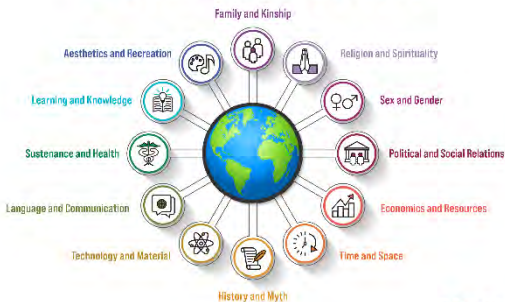 Family and Kinship
Aesthetics and Recreation
Religion and Spirituality
Learning and Knowledge
Sex and Gender
Sustenance and Health
Political and Social Relations
Language and Communication
Economics and Resources
Technology and Material
Time and Space
History and Myth